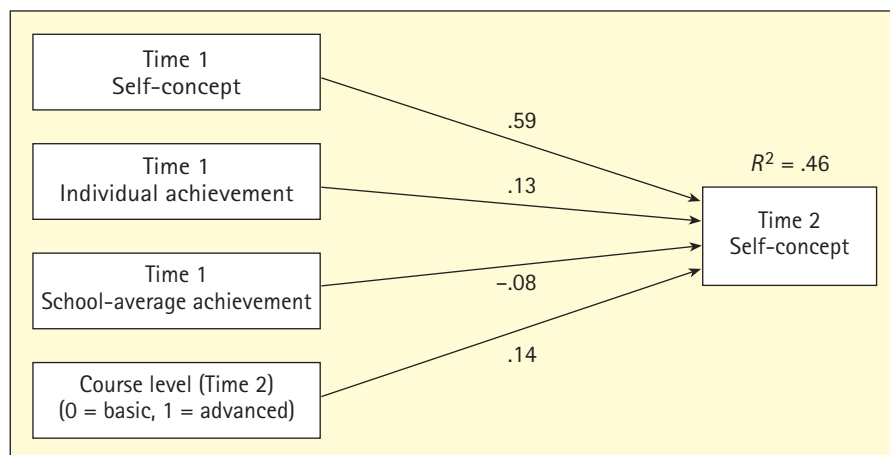 Time 1
Self-concept
.59
R² = .46
Time 1
Individual achievement
.13
Time 2
Self-concept
Time 1
School-average achievement
–.08
.14
Course level (Time 2)
(0 = basic, 1 = advanced)